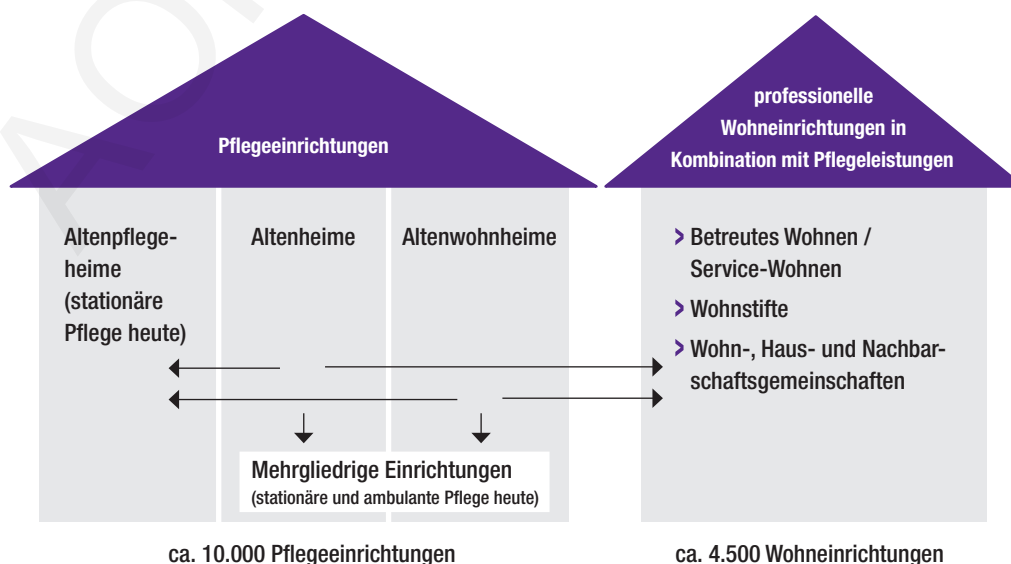 Pflegeeinrichtungen
professionelle
Wohneinrichtungen in
Kombination mit Pflegeleistungen
Altenpflege-
heime
(stationäre
Pflege heute)
Altenheime
Altenwohnheime
> Betreutes Wohnen /
Service-Wohnen
> Wohnstifte
> Wohn-, Haus- und Nachbar-
schaftsgemeinschaften
Mehrgliedrige Einrichtungen
(stationäre und ambulante Pflege heute)
ca. 10.000 Pflegeeinrichtungen
ca. 4.500 Wohneinrichtungen